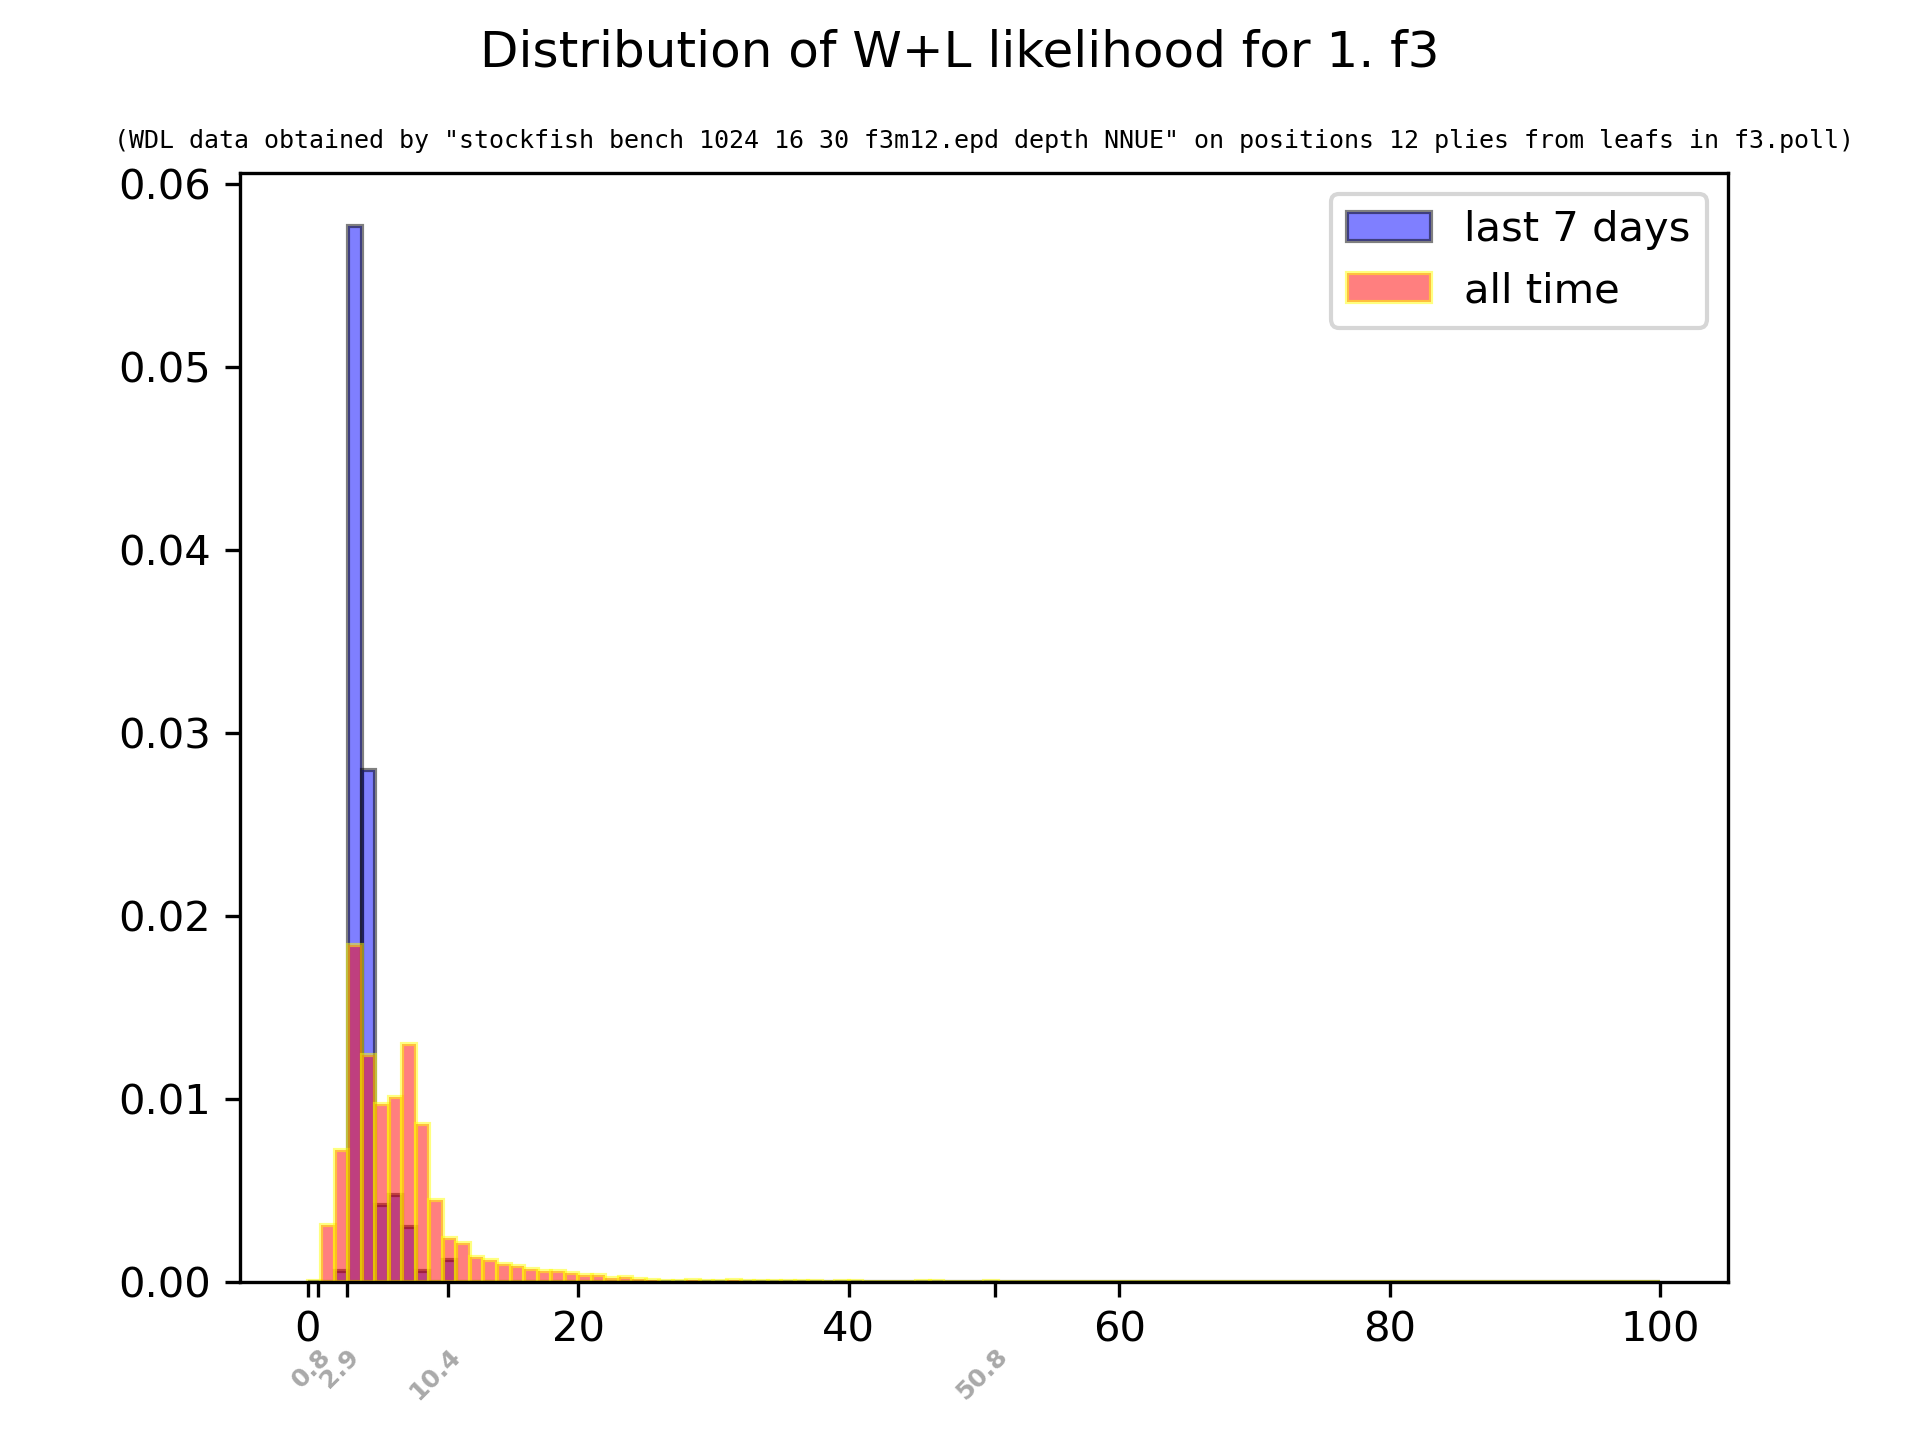 Distribution of W+L likelihood for 1. f3
(WDL data obtained by "stockfish bench 1024 16 30 f3m12.epd depth NNUE" on positions 12 plies from leafs in f3.poll)
last 7 days
all time
0.06
0.05
0.04
0.03
0.02
0.01
0.00
0 20 40 60 80 100
0.8 2.9 10.4 50.8